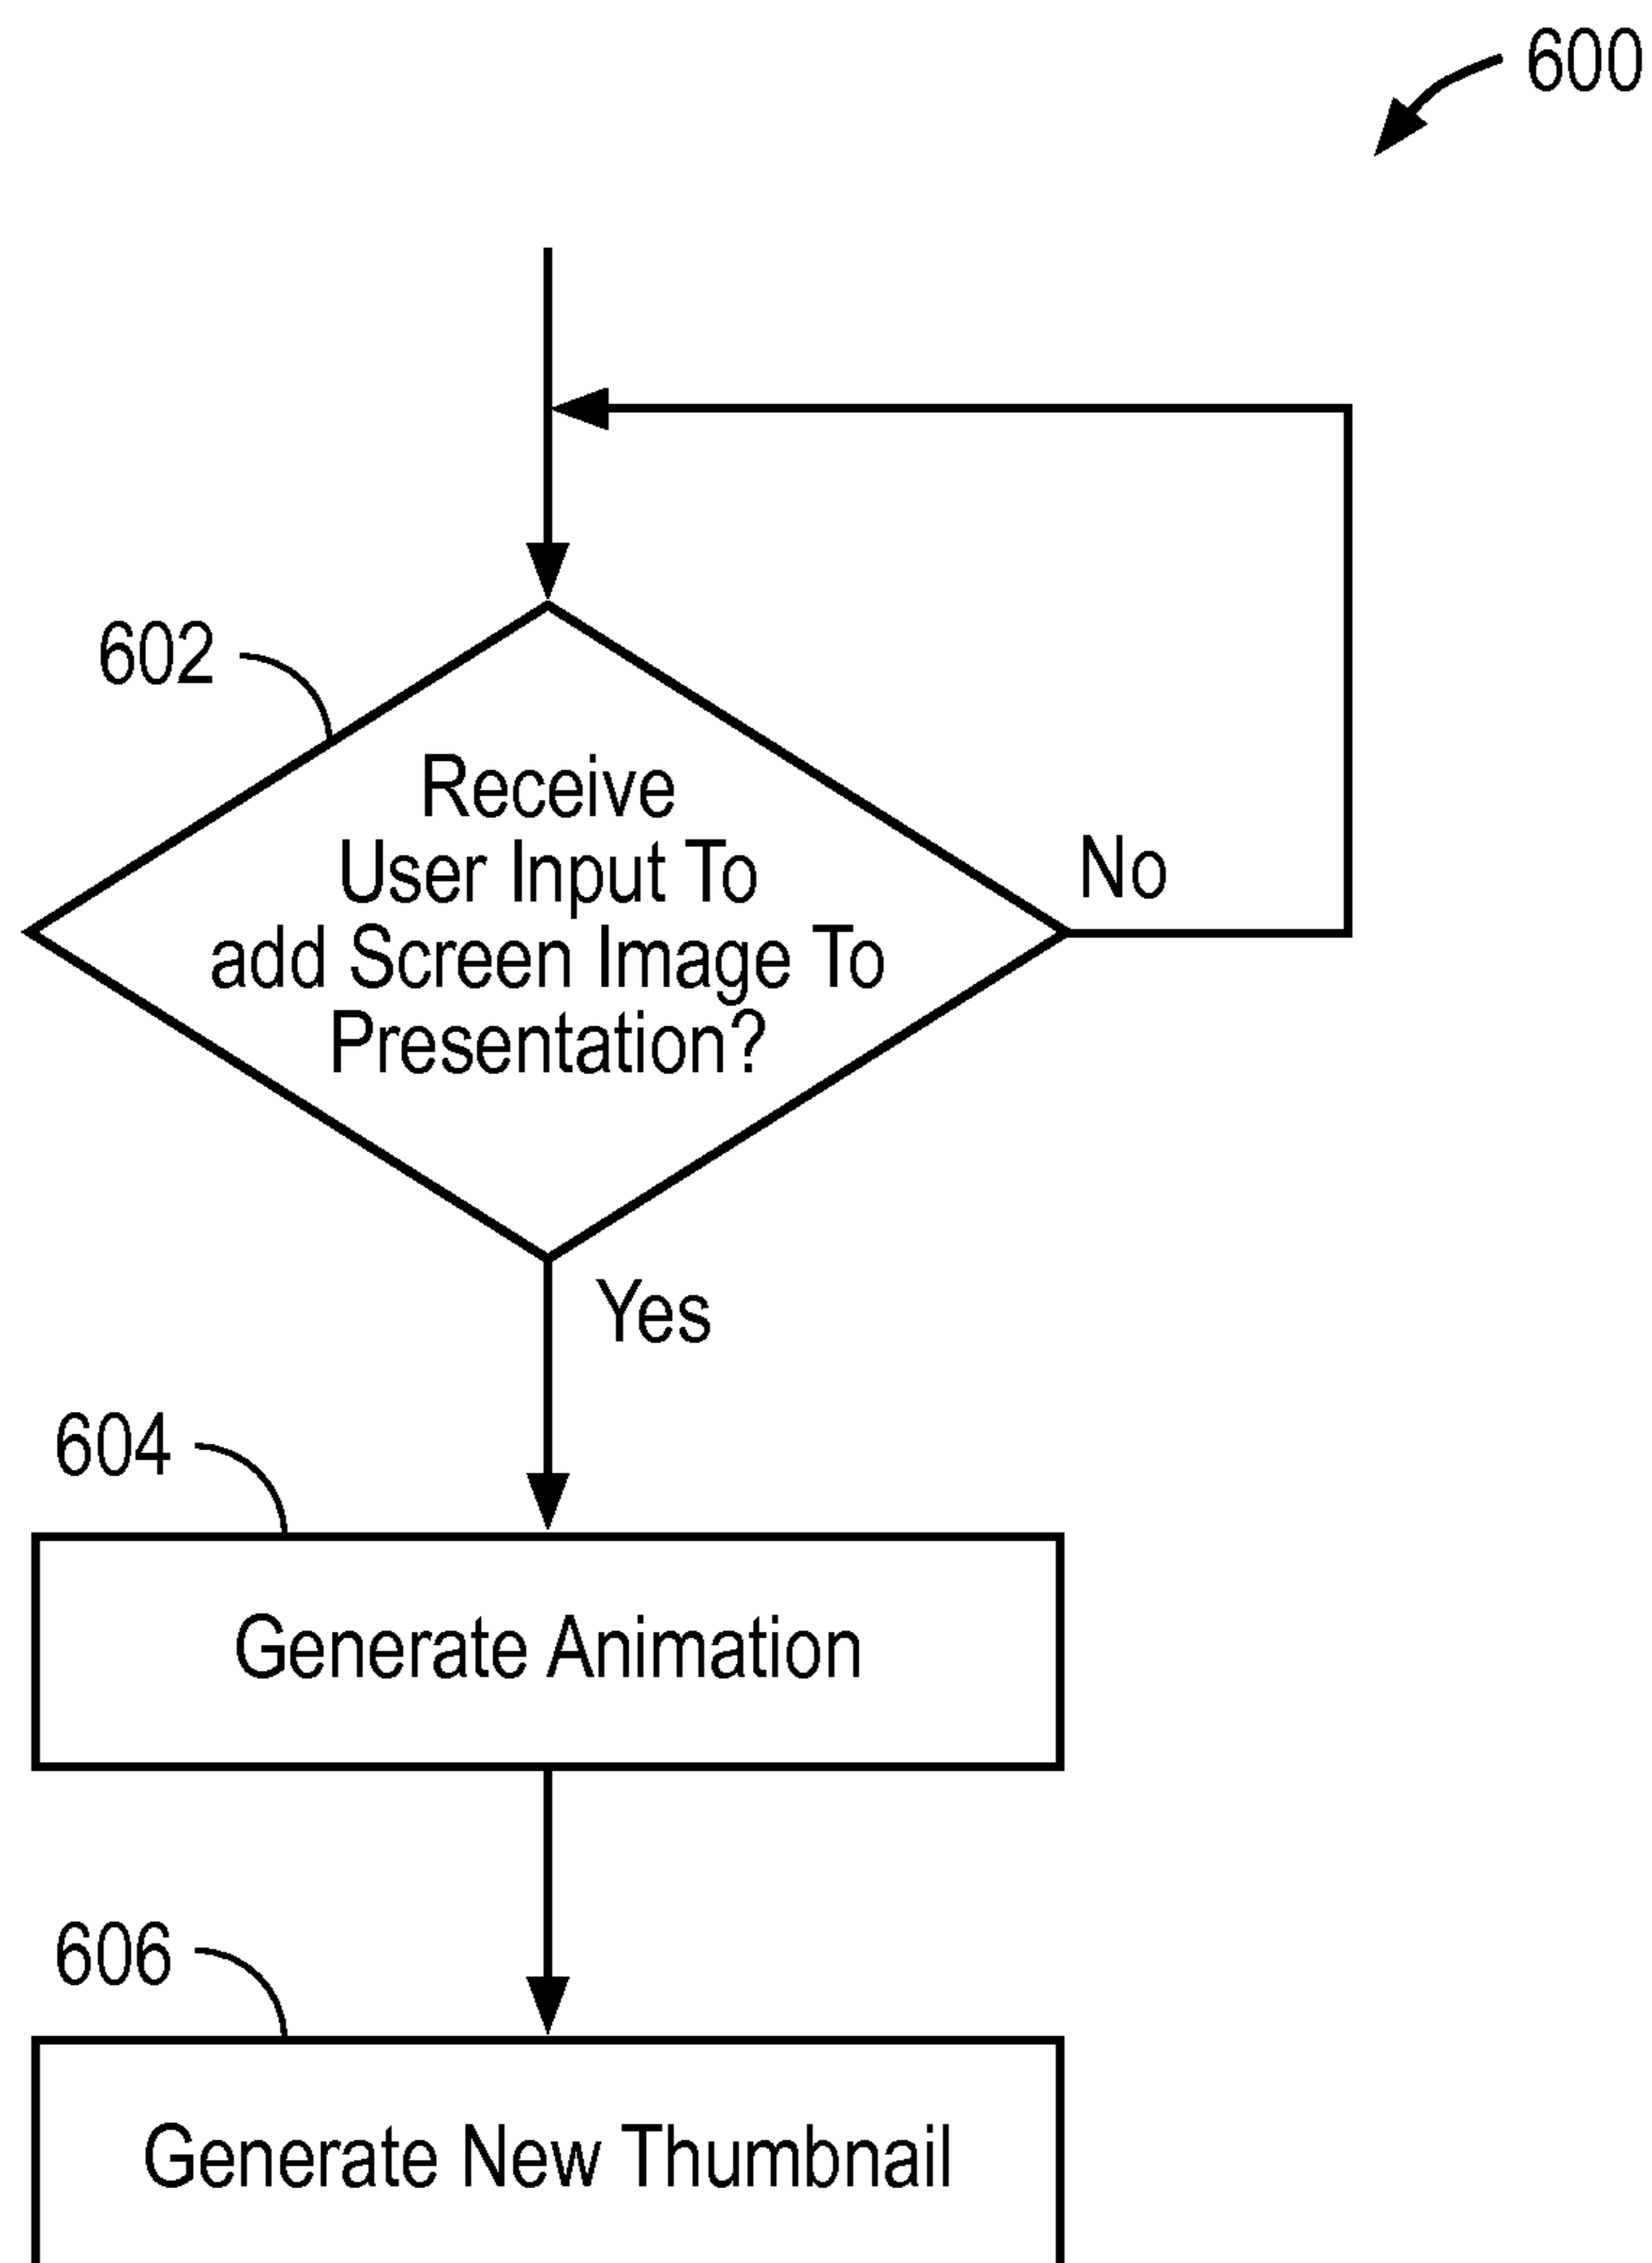 600
602
Receive
User Input To
add Screen Image To
Presentation?
No
Yes
604
Generate Animation
606
Generate New Thumbnail